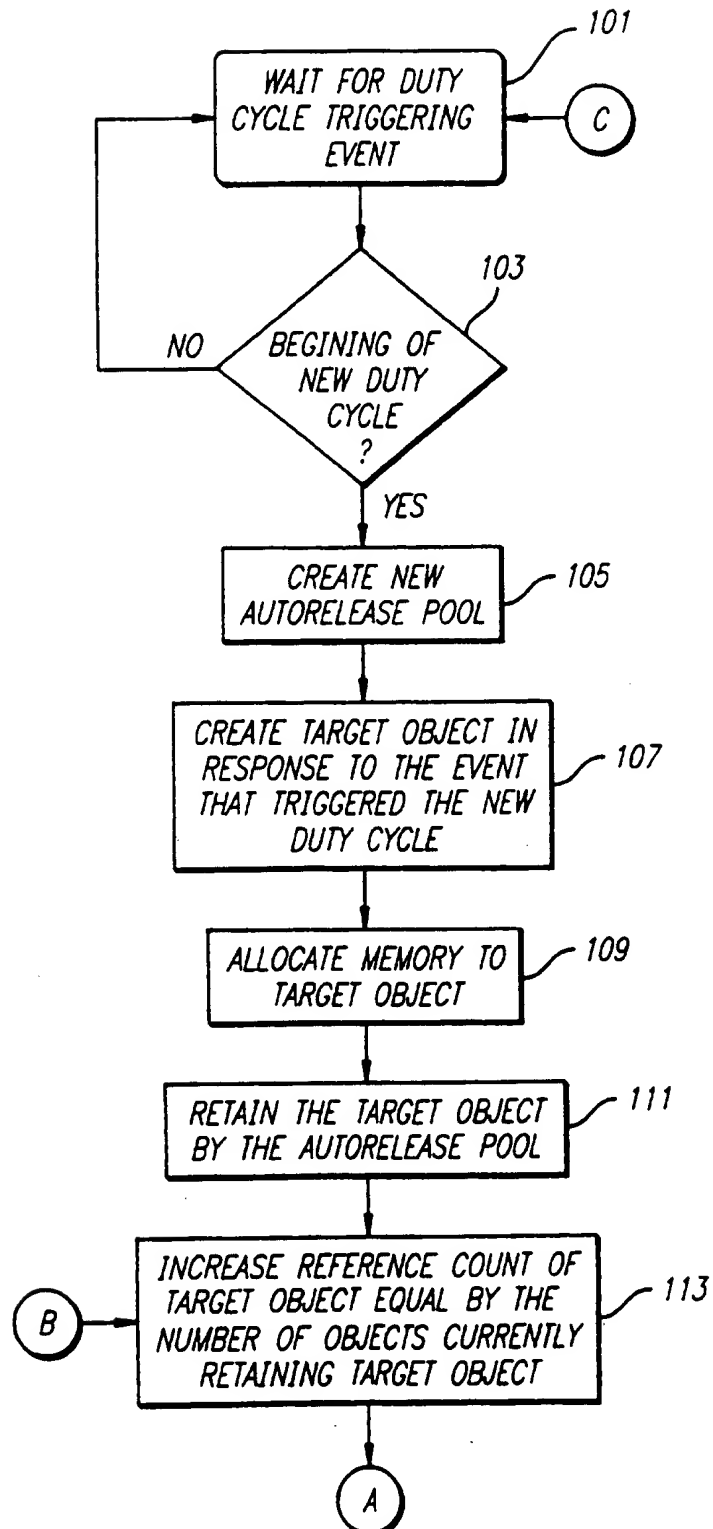 101
WAIT FOR DUTY
CYCLE TRIGGERING
EVENT
C
103
NO
BEGINING OF
NEW DUTY
CYCLE
?
YES
CREATE NEW
AUTORELEASE POOL
105
CREATE TARGET OBJECT IN
RESPONSE TO THE EVENT
THAT TRIGGERED THE NEW
DUTY CYCLE
107
ALLOCATE MEMORY TO
TARGET OBJECT
109
RETAIN THE TARGET OBJECT
BY THE AUTORELEASE POOL
111
INCREASE REFERENCE COUNT OF
TARGET OBJECT EQUAL BY THE
NUMBER OF OBJECTS CURRENTLY
RETAINING TARGET OBJECT
113
B
A